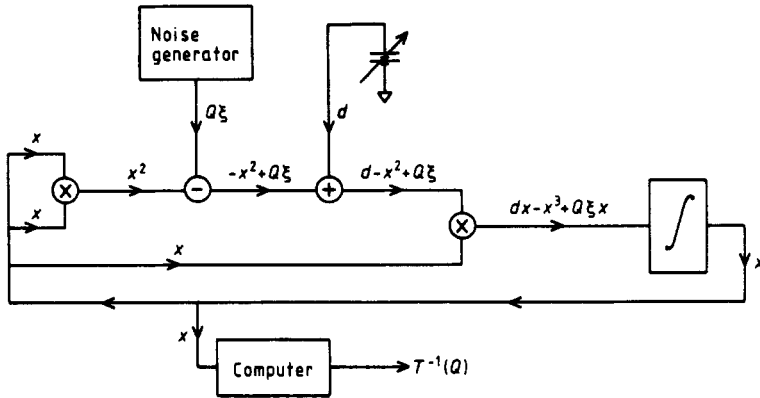 Noise
generator
Qξ
d
x
x²
-x²+Qξ
d-x²+Qξ
x
x
dx-x³+Qξx
x
x
Computer
T⁻¹(Q)